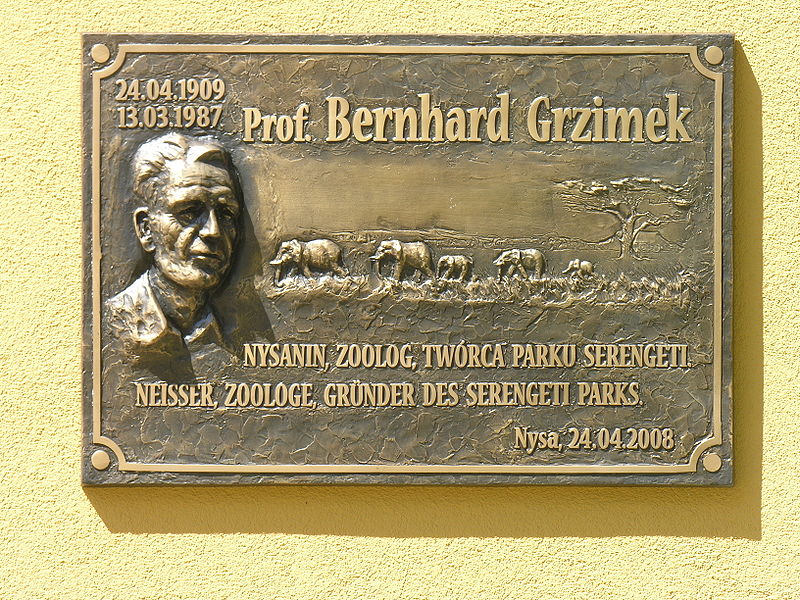 24.04.1909
13.03.1987
Prof. Bernhard Grzimek
NYSANIN, ZOOLOG, TWÓRCA PARKU SERENGETI.
NEISSER, ZOOLOGE, GRÜNDER DES SERENGETI PARKS.
Nysa, 24.04.2008